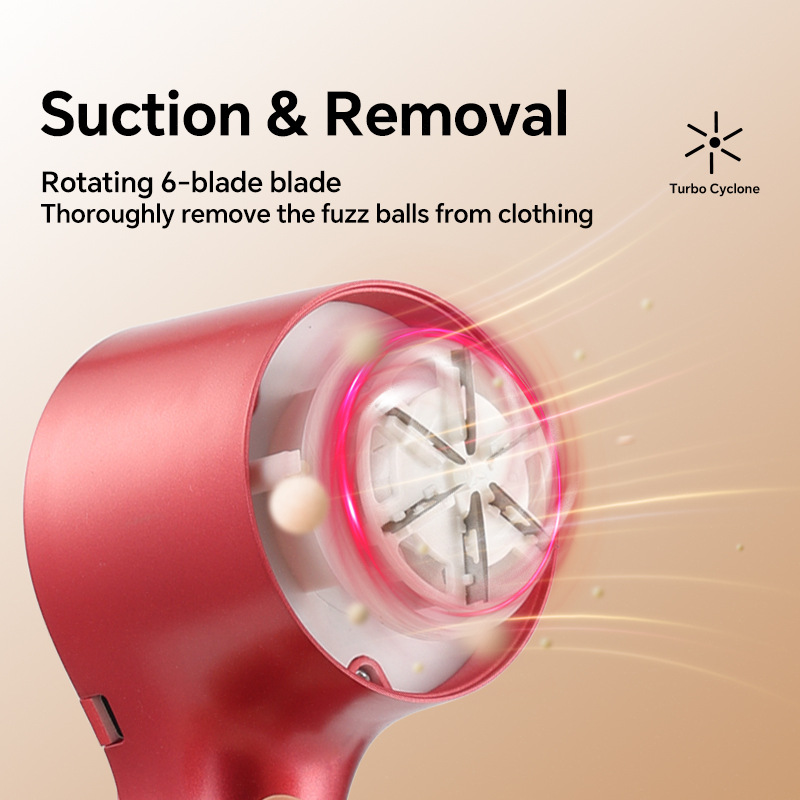 Suction & Removal
Rotating 6-blade blade
Thoroughly remove the fuzz balls from clothing
Turbo Cyclone